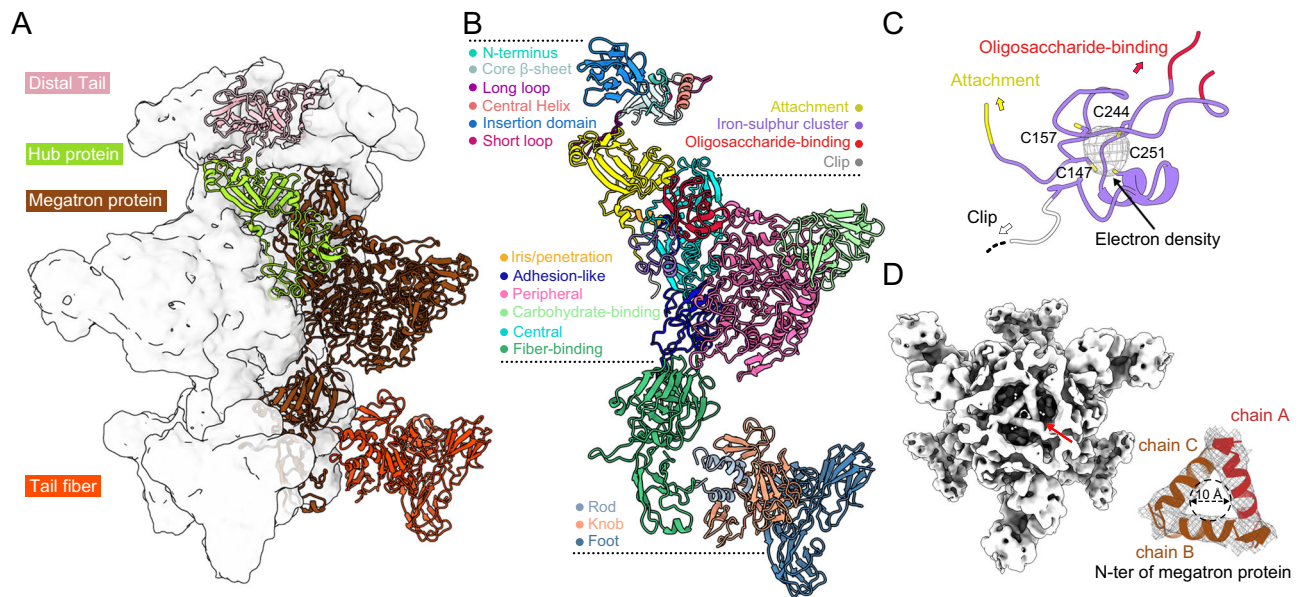 A
Distal Tail
Hub protein
Megatron protein
Tail fiber
B
N-terminus
Core β-sheet
Long loop
Central Helix
Insertion domain
Short loop
Attachment
Iron-sulphur cluster
Oligosaccharide-binding
Clip
Iris/penetration
Adhesion-like
Peripheral
Carbohydrate-binding
Central
Fiber-binding
Rod
Knob
Foot
C
Oligosaccharide-binding
Attachment
C244
C157
C251
C147
Clip
Electron density
D
chain A
chain C
10 Å
chain B
N-ter of megatron protein